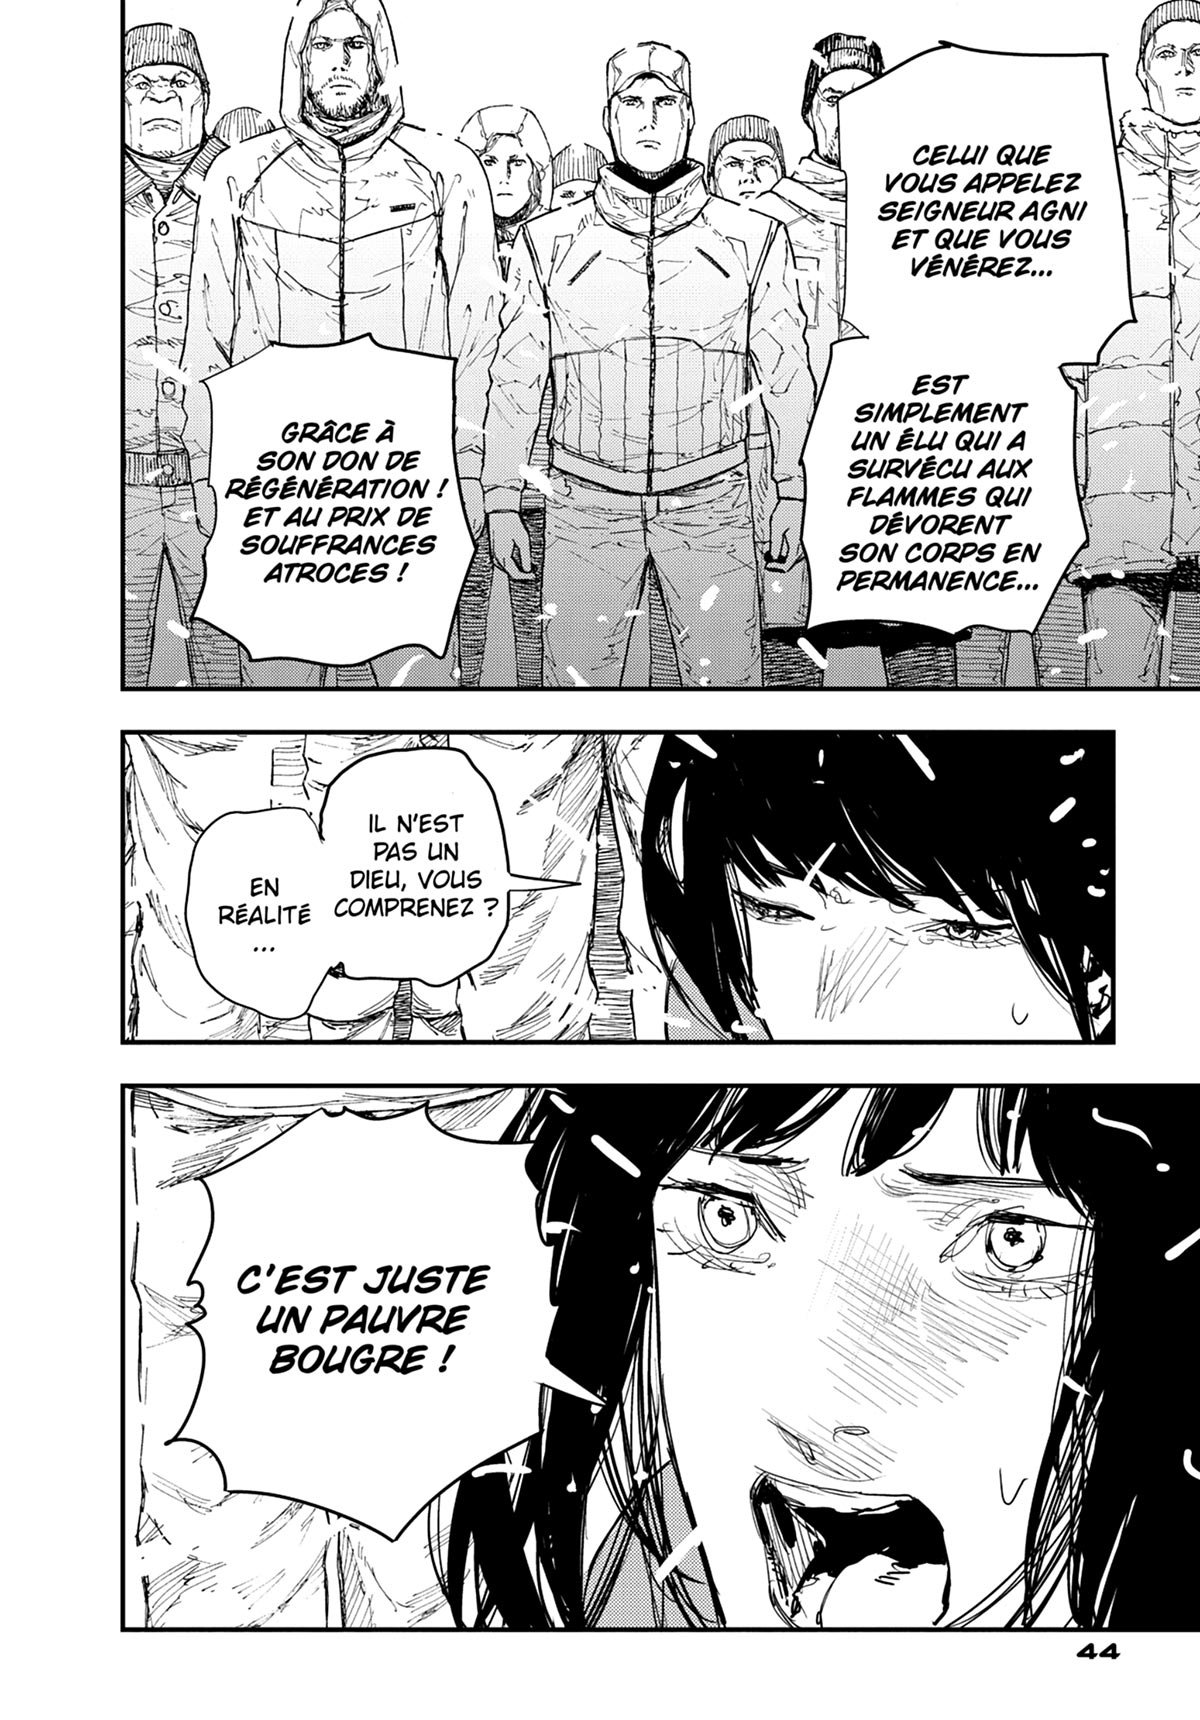 CELUI QUE
VOUS APPELEZ
SEIGNEUR AGNI
ET QUE VOUS
VÉNÉREZ...
EST
SIMPLEMENT
UN ÉLU QUI A
SURVÉCU AUX
FLAMMES QUI
DÉVORENT
SON CORPS EN
PERMANENCE...
GRÂCE À
SON DON DE
RÉGÉNÉRATION !
ET AU PRIX DE
SOUFFRANCES
ATROCES !
IL N'EST
PAS UN
DIEU, VOUS
COMPRENEZ ?
EN
RÉALITÉ
...
C'EST JUSTE
UN PAUVRE
BOUGRE !
44